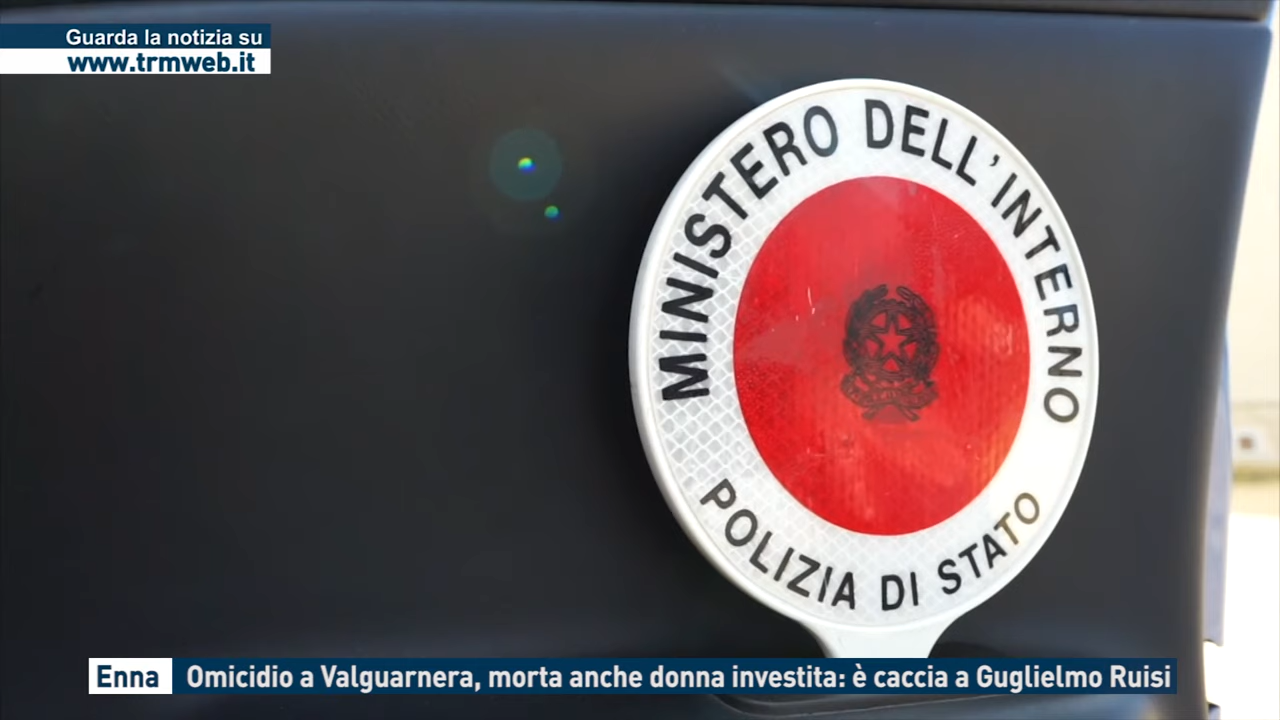 Guarda la notizia su
www.trmweb.it
MINISTERO DELL'INTERNO
POLIZIA DI STATO
Enna Omicidio a Valguarnera, morta anche donna investita: è caccia a Guglielmo Ruisi